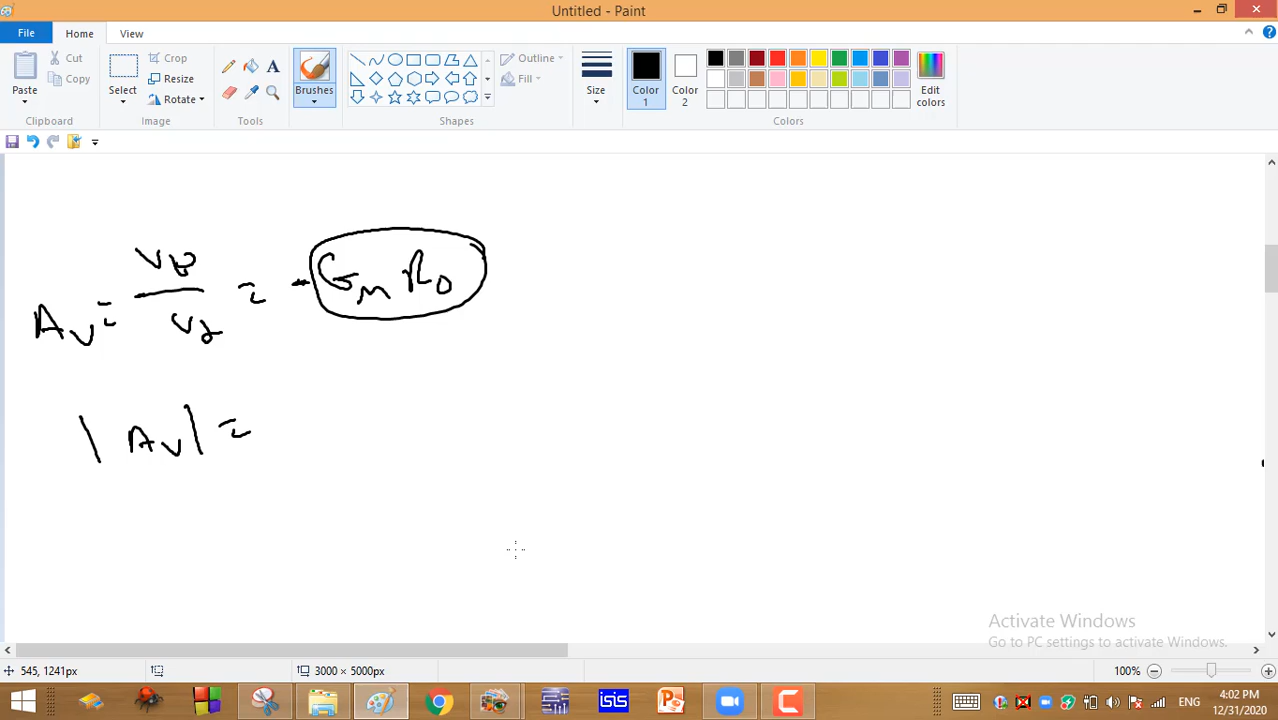 Untitled - Paint
File Home View
Cut
Copy
Paste
Clipboard
Crop
Resize
Rotate
Select
Image
Tools
Brushes
Outline
Fill
Shapes
Size
Color 1
Color 2
Edit colors
Colors
Av = = - Gm Ro
|Av| =
Activate Windows
Go to PC settings to activate Windows.
545, 1241px
3000 × 5000px
100%
isis
ENG
4:02 PM
12/31/2020